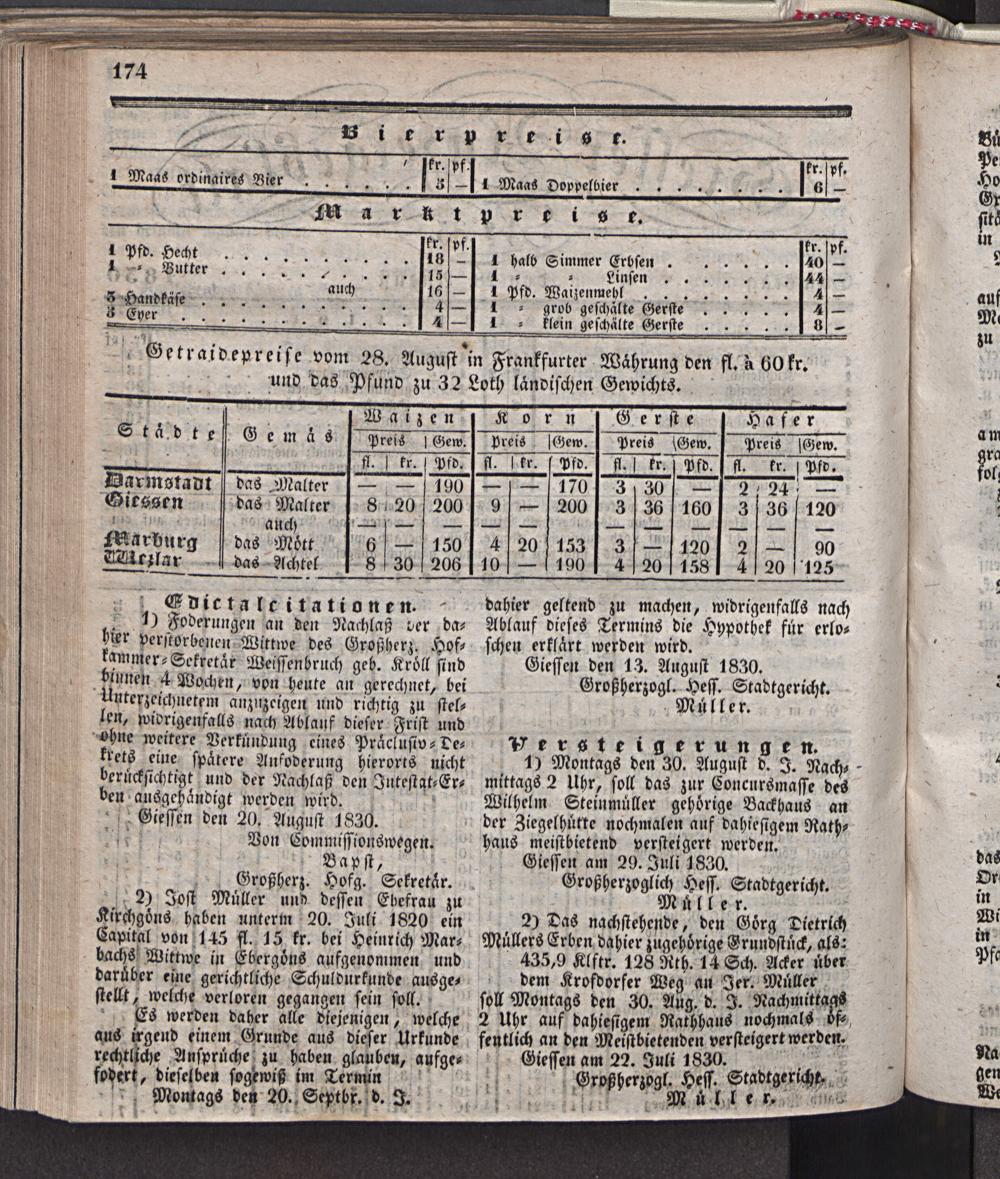 174
Bierpreise.
kr. pf. kr. pf.
1 Maas ordinaires Bier . . . . . . 5 — 1 Maas Doppelbier . . . . . . . 6 —
Marktpreise.
kr. pf. kr. pf.
1 Pfd. Hecht . . . . . . . . . 18 — 1 halb Simmer Erbsen . . . . . . 40 —
1 „ Butter . . . . . . . . . 15 — 1 „ „ Linsen . . . . . . 44 —
auch 16 — 1 Pfd. Waizenmehl . . . . . . . 4 —
3 Handkäse . . . . . . . . . 4 — 1 „ grob geschälte Gerste . . . . . 4 —
3 Eyer . . . . . . . . . . 4 — 1 „ klein geschälte Gerste . . . . . 8 —
Getraidepreise vom 28. August in Frankfurter Währung den fl. à 60 kr.
und das Pfund zu 32 Loth ländischen Gewichts.
Städte Gemäs Waizen Korn Gerste Hafer
Preis Gew. Preis Gew. Preis Gew. Preis Gew.
fl. kr. Pfd. fl. kr. Pfd. fl. kr. Pfd. fl. kr. Pfd.
Darmstadt das Malter — — 190 — — 170 3 30 — 2 24 —
Giessen das Malter 8 20 200 9 — 200 3 36 160 3 36 120
auch — — — — — — — — — — — —
Marburg das Mött 6 — 150 4 20 153 3 — 120 2 — 90
Wezlar das Achtel 8 30 206 10 — 190 4 20 158 4 20 125
Edictalcitationen.
1) Foderungen an den Nachlaß der da-
hier verstorbenen Wittwe des Großherz. Hof-
kammer-Sekretär Weissenbruch geb. Kröll sind
binnen 4 Wochen, von heute an gerechnet, bei
Unterzeichnetem anzuzeigen und richtig zu stel-
len, widrigenfalls nach Ablauf dieser Frist und
ohne weitere Verkündung eines Präclusiv-De-
krets eine spätere Anfoderung hierorts nicht
berücksichtigt und der Nachlaß den Intestat-Er-
ben ausgehändigt werden wird.
Giessen den 20. August 1830.
Von Commissionswegen.
Bapst,
Großherz. Hofg. Sekretär.
2) Jost Müller und dessen Ehefrau zu
Kirchgöns haben unterm 20. Juli 1820 ein
Capital von 145 fl. 15 kr. bei Heinrich Mar-
bachs Wittwe in Ebergöns aufgenommen und
darüber eine gerichtliche Schuldurkunde ausge-
stellt, welche verloren gegangen sein soll.
Es werden daher alle diejenigen, welche
aus irgend einem Grunde aus dieser Urkunde
rechtliche Ansprüche zu haben glauben, aufge-
fodert, dieselben sogewiß im Termin
Montags den 20. Septbr. d. J.
dahier geltend zu machen, widrigenfalls nach
Ablauf dieses Termins die Hypothek für erlo-
schen erklärt werden wird.
Giessen den 13. August 1830.
Großherzogl. Hess. Stadtgericht.
Müller.
Versteigerungen.
1) Montags den 30. August d. J. Nach-
mittags 2 Uhr, soll das zur Concursmasse des
Wilhelm Steinmüller gehörige Backhaus an
der Ziegelhütte nochmalen auf dahiesigem Rath-
haus meistbietend versteigert werden.
Giessen am 29. Juli 1830.
Großherzoglich Hess. Stadtgericht.
Müller.
2) Das nachstehende, den Görg Dietrich
Müllers Erben dahier zugehörige Grundstück, als:
435,9 Klftr. 128 Rth. 14 Sch. Acker über
dem Krofdorfer Weg an Jer. Müller
soll Montags den 30. Aug. d. J. Nachmittags
2 Uhr auf dahiesigem Rathhaus nochmals öf-
fentlich an den Meistbietenden versteigert werden.
Giessen am 22. Juli 1830.
Großherzogl. Hess. Stadtgericht.
Müller.